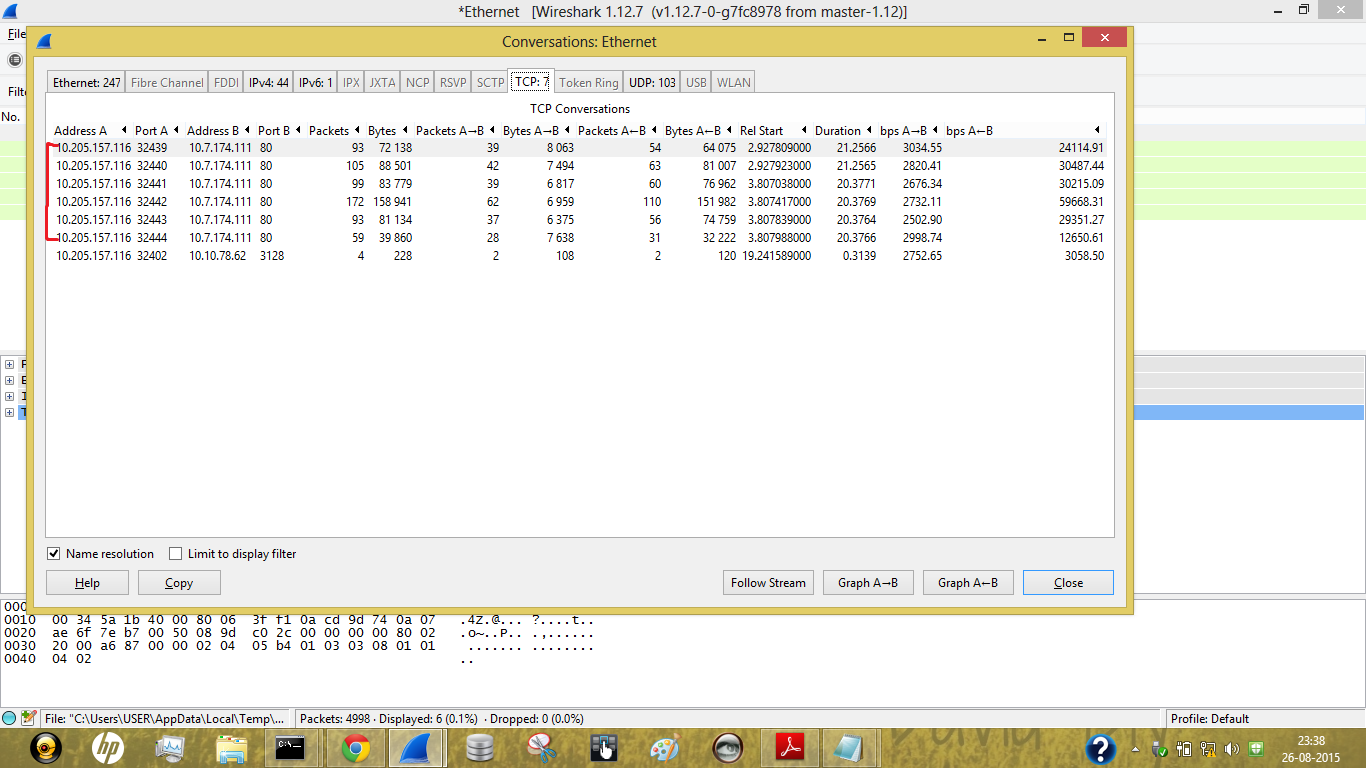 *Ethernet [Wireshark 1.12.7 (v1.12.7-0-g7fc8978 from master-1.12)]
File
Conversations: Ethernet
Filte
No.
Ethernet: 247 Fibre Channel FDDI IPv4: 44 IPv6: 1 IPX JXTA NCP RSVP SCTP TCP: 7 Token Ring UDP: 103 USB WLAN
TCP Conversations
Address A Port A Address B Port B Packets Bytes Packets A→B Bytes A→B Packets A←B Bytes A←B Rel Start Duration bps A→B bps A←B
10.205.157.116 32439 10.7.174.111 80 93 72 138 39 8 063 54 64 075 2.927809000 21.2566 3034.55 24114.91
10.205.157.116 32440 10.7.174.111 80 105 88 501 42 7 494 63 81 007 2.927923000 21.2565 2820.41 30487.44
10.205.157.116 32441 10.7.174.111 80 99 83 779 39 6 817 60 76 962 3.807038000 20.3771 2676.34 30215.09
10.205.157.116 32442 10.7.174.111 80 172 158 941 62 6 959 110 151 982 3.807417000 20.3769 2732.11 59668.31
10.205.157.116 32443 10.7.174.111 80 93 81 134 37 6 375 56 74 759 3.807839000 20.3764 2502.90 29351.27
10.205.157.116 32444 10.7.174.111 80 59 39 860 28 7 638 31 32 222 3.807988000 20.3766 2998.74 12650.61
10.205.157.116 32402 10.10.78.62 3128 4 228 2 108 2 120 19.241589000 0.3139 2752.65 3058.50
Name resolution Limit to display filter
Help Copy Follow Stream Graph A→B Graph A←B Close
000
0010 00 34 5a 1b 40 00 80 06 3f f1 0a cd 9d 74 0a 07 .4Z.@... ?....t..
0020 ae 6f 7e b7 00 50 08 9d c0 2c 00 00 00 00 80 02 .o~..P.. .,......
0030 20 00 a6 87 00 00 02 04 05 b4 01 03 03 08 01 01 ....... ........
0040 04 02 ..
File: "C:\Users\USER\AppData\Local\Temp\... Packets: 4998 · Displayed: 6 (0.1%) · Dropped: 0 (0.0%) Profile: Default
hp
C:\
23:38
26-08-2015